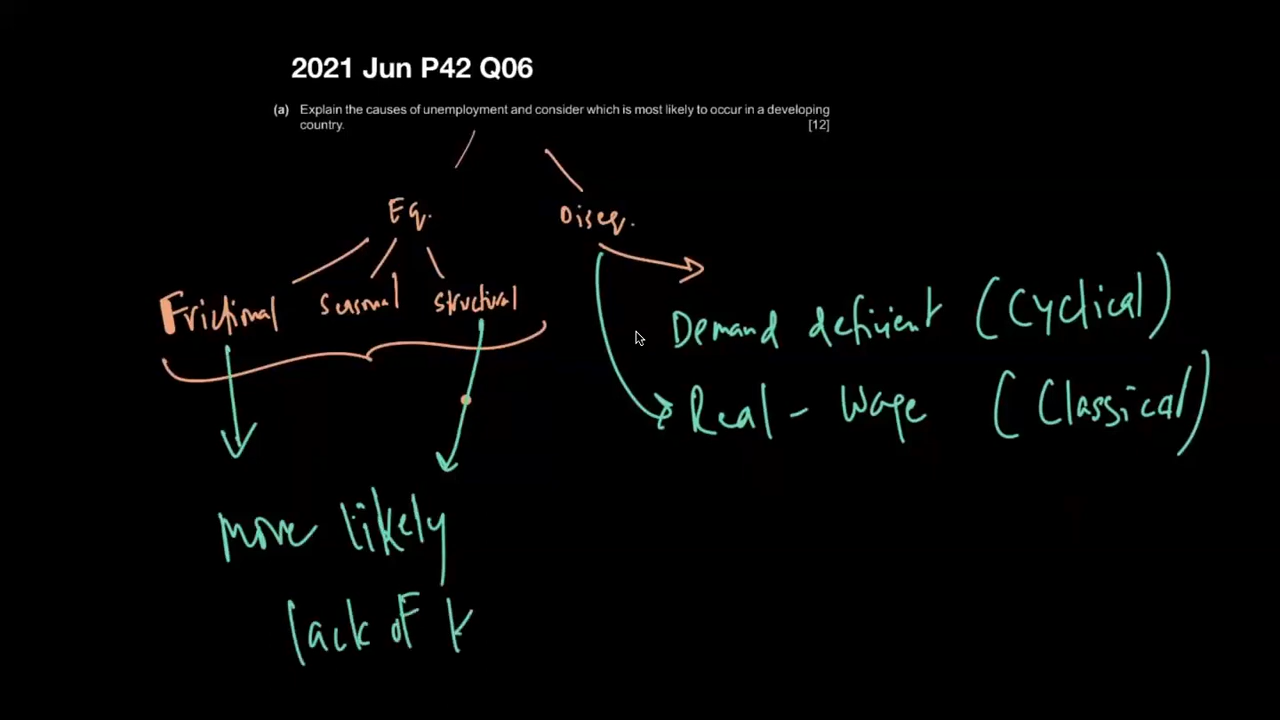 2021 Jun P42 Q06
(a) Explain the causes of unemployment and consider which is most likely to occur in a developing
country. [12]
Eq. Diseq.
Frictional Seasonal Structural
Demand deficient (Cyclical)
Real - Wage (Classical)
more likely
lack of k